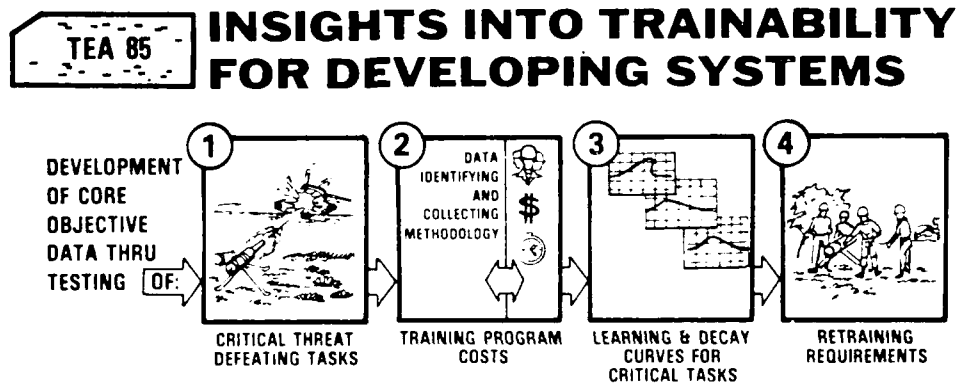 TEA 85
INSIGHTS INTO TRAINABILITY
FOR DEVELOPING SYSTEMS
DEVELOPMENT
OF CORE
OBJECTIVE
DATA THRU
TESTING OF:
1
CRITICAL THREAT
DEFEATING TASKS
2
DATA
IDENTIFYING
AND
COLLECTING
METHODOLOGY
$
TRAINING PROGRAM
COSTS
3
LEARNING & DECAY
CURVES FOR
CRITICAL TASKS
4
RETRAINING
REQUIREMENTS